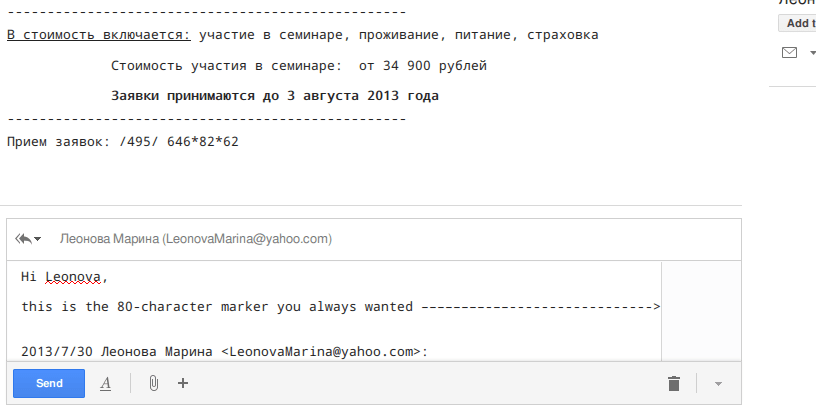 --------------------------------------------------
В стоимость включается: участие в семинаре, проживание, питание, страховка
Стоимость участия в семинаре: от 34 900 рублей
Заявки принимаются до 3 августа 2013 года
--------------------------------------------------
Прием заявок: /495/ 646*82*62
Add t
Леонова Марина (LeonovaMarina@yahoo.com)
Hi Leonova,
this is the 80-character marker you always wanted ----------------------------->
2013/7/30 Леонова Марина <LeonovaMarina@yahoo.com>:
Send A